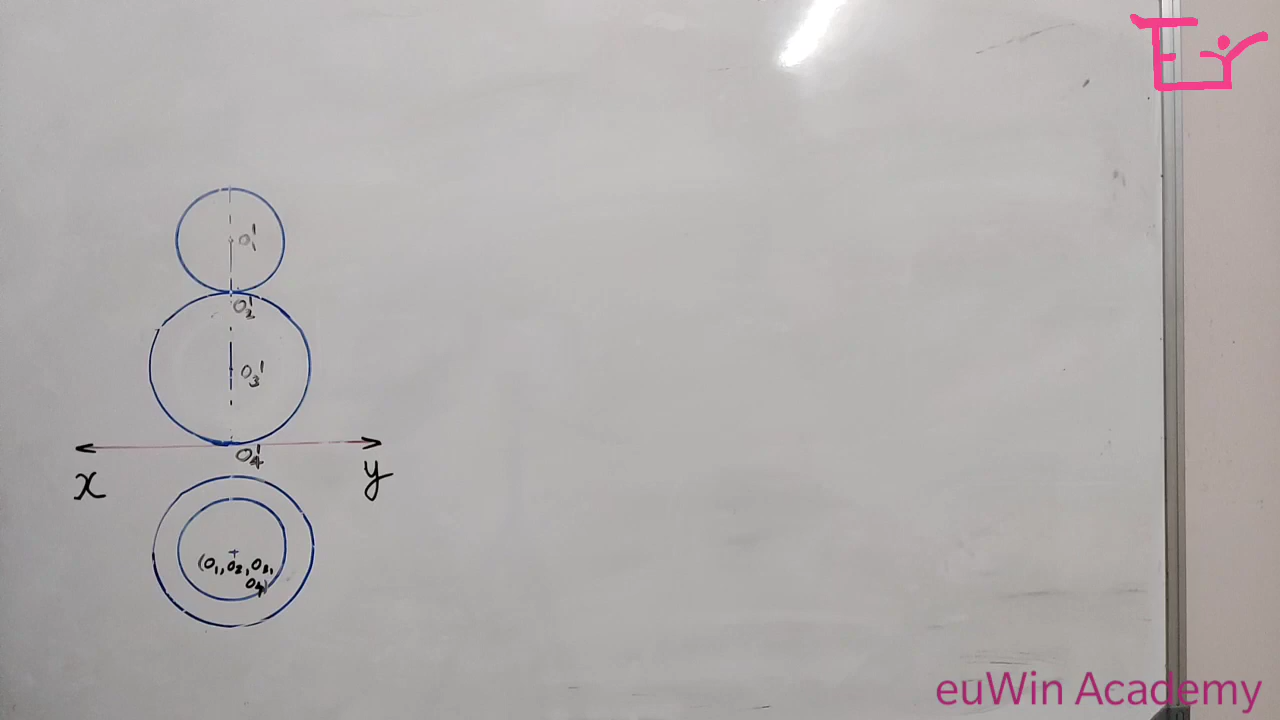 O₁'
O₂'
O₃'
O₄'
x y
(O₁, O₂, O₃,
O₄)
euWin Academy